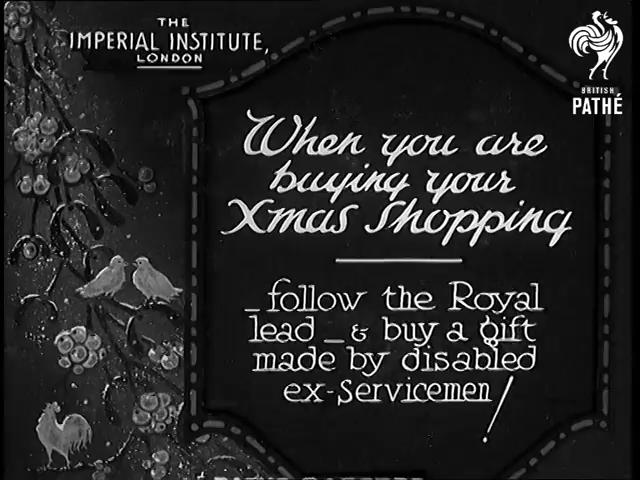 THE
IMPERIAL INSTITUTE,
LONDON
BRITISH
PATHÉ
When you are
buying your
Xmas Shopping
_follow the Royal
lead _ & buy a gift
made by disabled
ex-Servicemen!